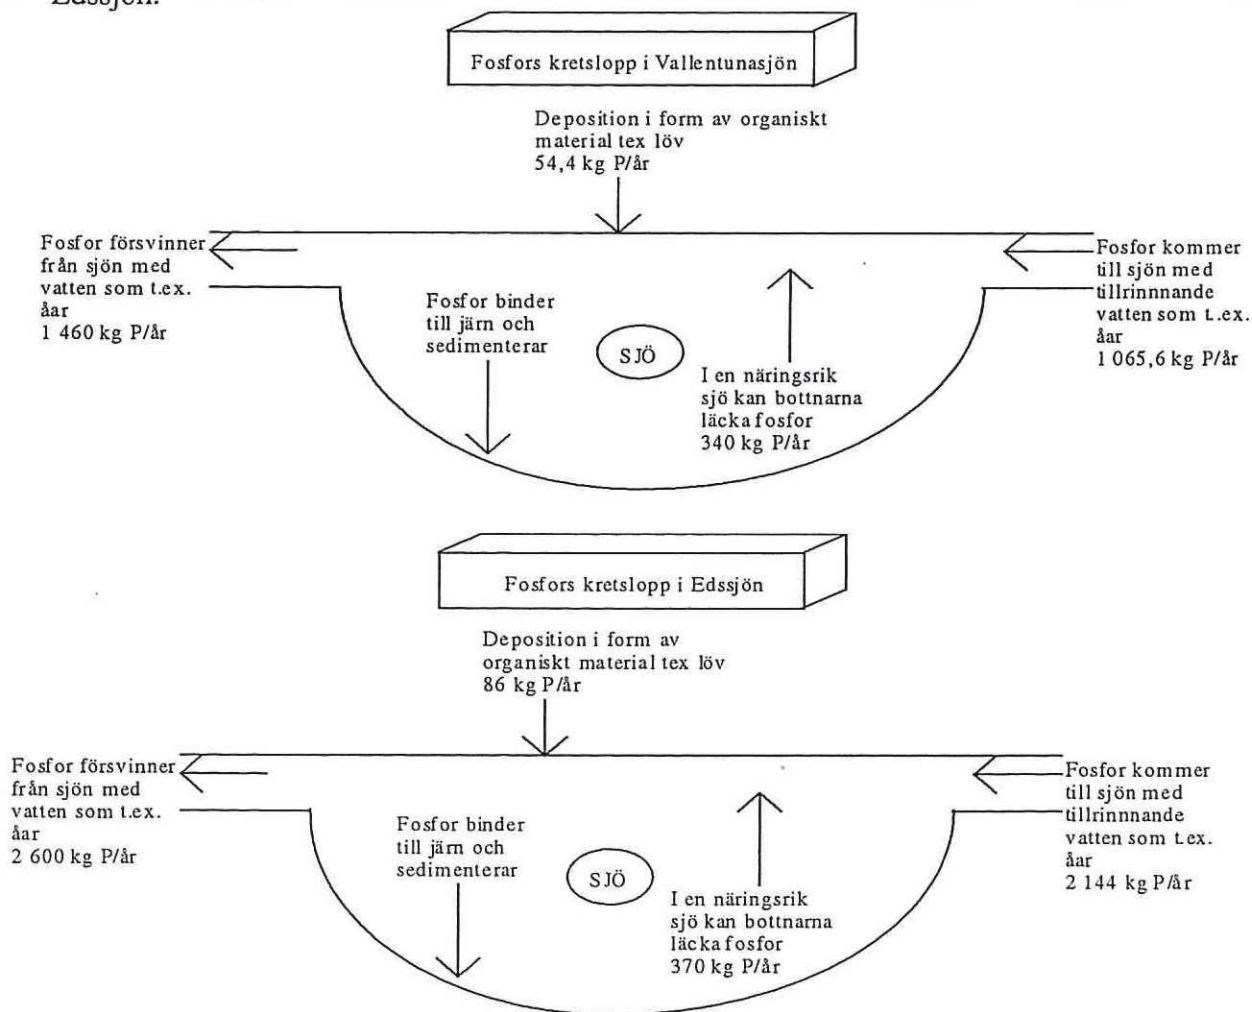 Edssjön.
Fosfors kretslopp i Vallentunasjön
Deposition i form av organiskt
material tex löv
54,4 kg P/år
Fosfor försvinner
från sjön med
vatten som t.ex.
åar
1 460 kg P/år
Fosfor binder
till järn och
sedimenterar
SJÖ
I en näringsrik
sjö kan bottnarna
läcka fosfor
340 kg P/år
Fosfor kommer
till sjön med
tillrinnnande
vatten som t.ex.
åar
1 065,6 kg P/år
Fosfors kretslopp i Edssjön
Deposition i form av
organiskt material tex löv
86 kg P/år
Fosfor försvinner
från sjön med
vatten som t.ex.
åar
2 600 kg P/år
Fosfor binder
till järn och
sedimenterar
SJÖ
I en näringsrik
sjö kan bottnarna
läcka fosfor
370 kg P/år
Fosfor kommer
till sjön med
tillrinnnande
vatten som t.ex.
åar
2 144 kg P/år